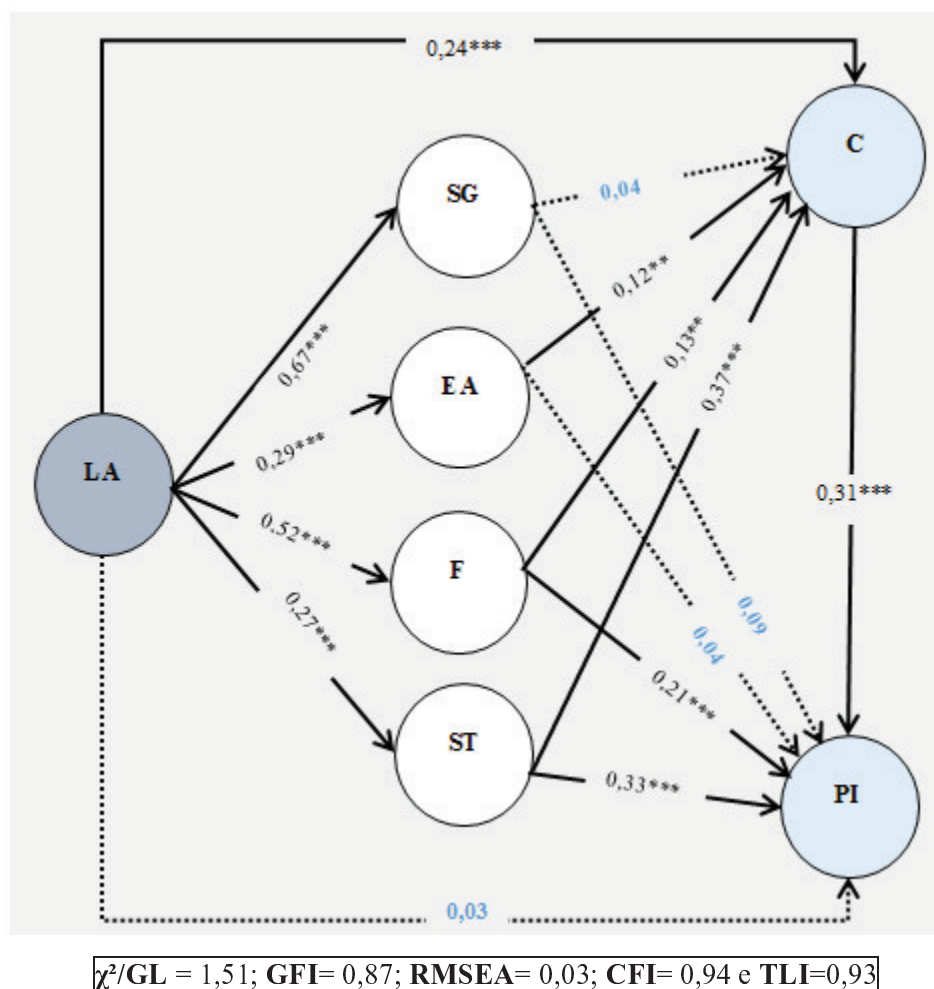 0,24***
C
SG
0,04
0,12**
0,67***
0,13**
0,37***
EA
0,29***
LA
0,31***
0,52***
F
0,27***
0,09
0,04
0,21***
ST
0,33***
PI
0,03
χ²/GL = 1,51; GFI= 0,87; RMSEA= 0,03; CFI= 0,94 e TLI=0,93